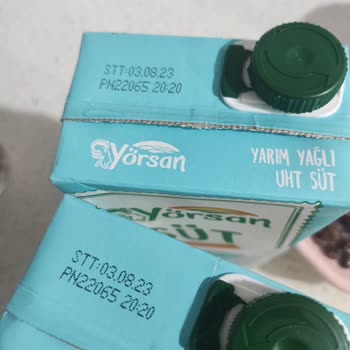 STT:03.08.23
PN22065 20:20
Yörsan
YARIM YAĞLI
UHT SÜT
Yörsan
SÜT
STT:03.08.23
PN22065 20:20